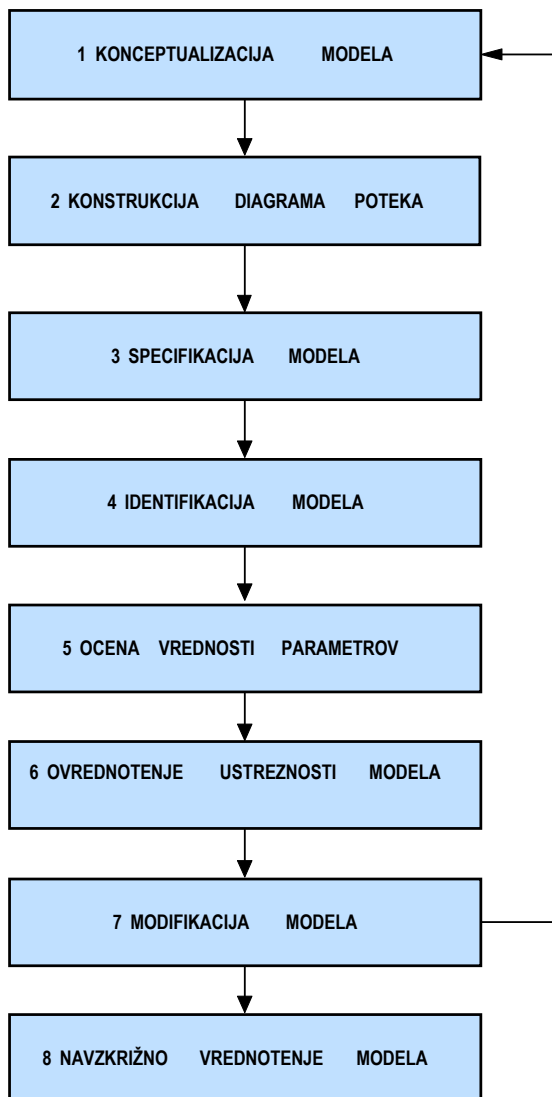 1 KONCEPTUALIZACIJA MODELA
2 KONSTRUKCIJA DIAGRAMA POTEKA
3 SPECIFIKACIJA MODELA
4 IDENTIFIKACIJA MODELA
5 OCENA VREDNOSTI PARAMETROV
6 OVREDNOTENJE USTREZNOSTI MODELA
7 MODIFIKACIJA MODELA
8 NAVZKRIŽNO VREDNOTENJE MODELA